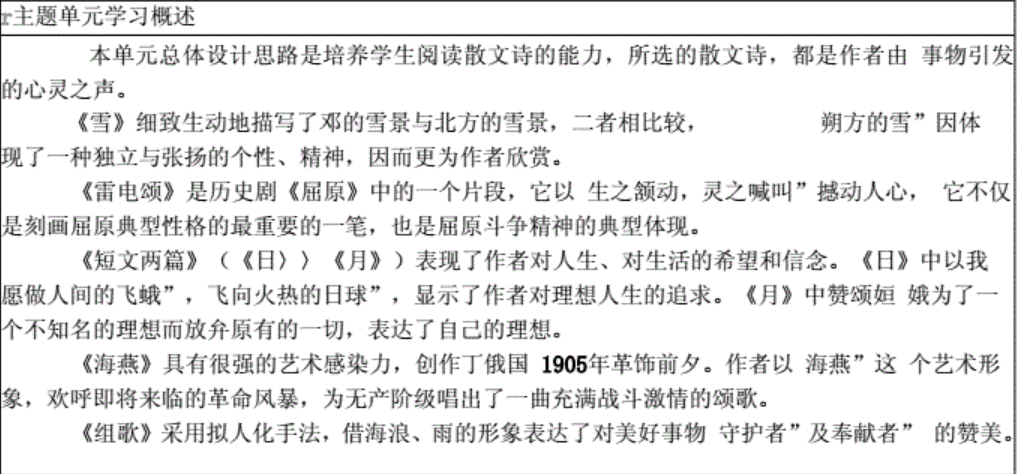 r主题单元学习概述
本单元总体设计思路是培养学生阅读散文诗的能力，所选的散文诗，都是作者由 事物引发
的心灵之声。
《雪》细致生动地描写了邓的雪景与北方的雪景，二者相比较， 朔方的雪”因体
现了一种独立与张扬的个性、精神，因而更为作者欣赏。
《雷电颂》是历史剧《屈原》中的一个片段，它以 生之颔动，灵之喊叫”撼动人心， 它不仅
是刻画屈原典型性格的最重要的一笔，也是屈原斗争精神的典型体现。
《短文两篇》（《日〉〉《月》）表现了作者对人生、对生活的希望和信念。《日》中以我
愿做人间的飞蛾”，飞向火热的日球”，显示了作者对理想人生的追求。《月》中赞颂姮 娥为了一
个不知名的理想而放弁原有的一切，表达了自己的理想。
《海燕》具有很强的艺术感染力，创作丁俄国 1905年革饰前夕。作者以 海燕”这 个艺术形
象，欢呼即将来临的革命风暴，为无产阶级唱出了一曲充满战斗激情的颂歌。
《组歌》采用拟人化手法，借海浪、雨的形象表达了对美好事物 守护者”及奉献者” 的赞美。